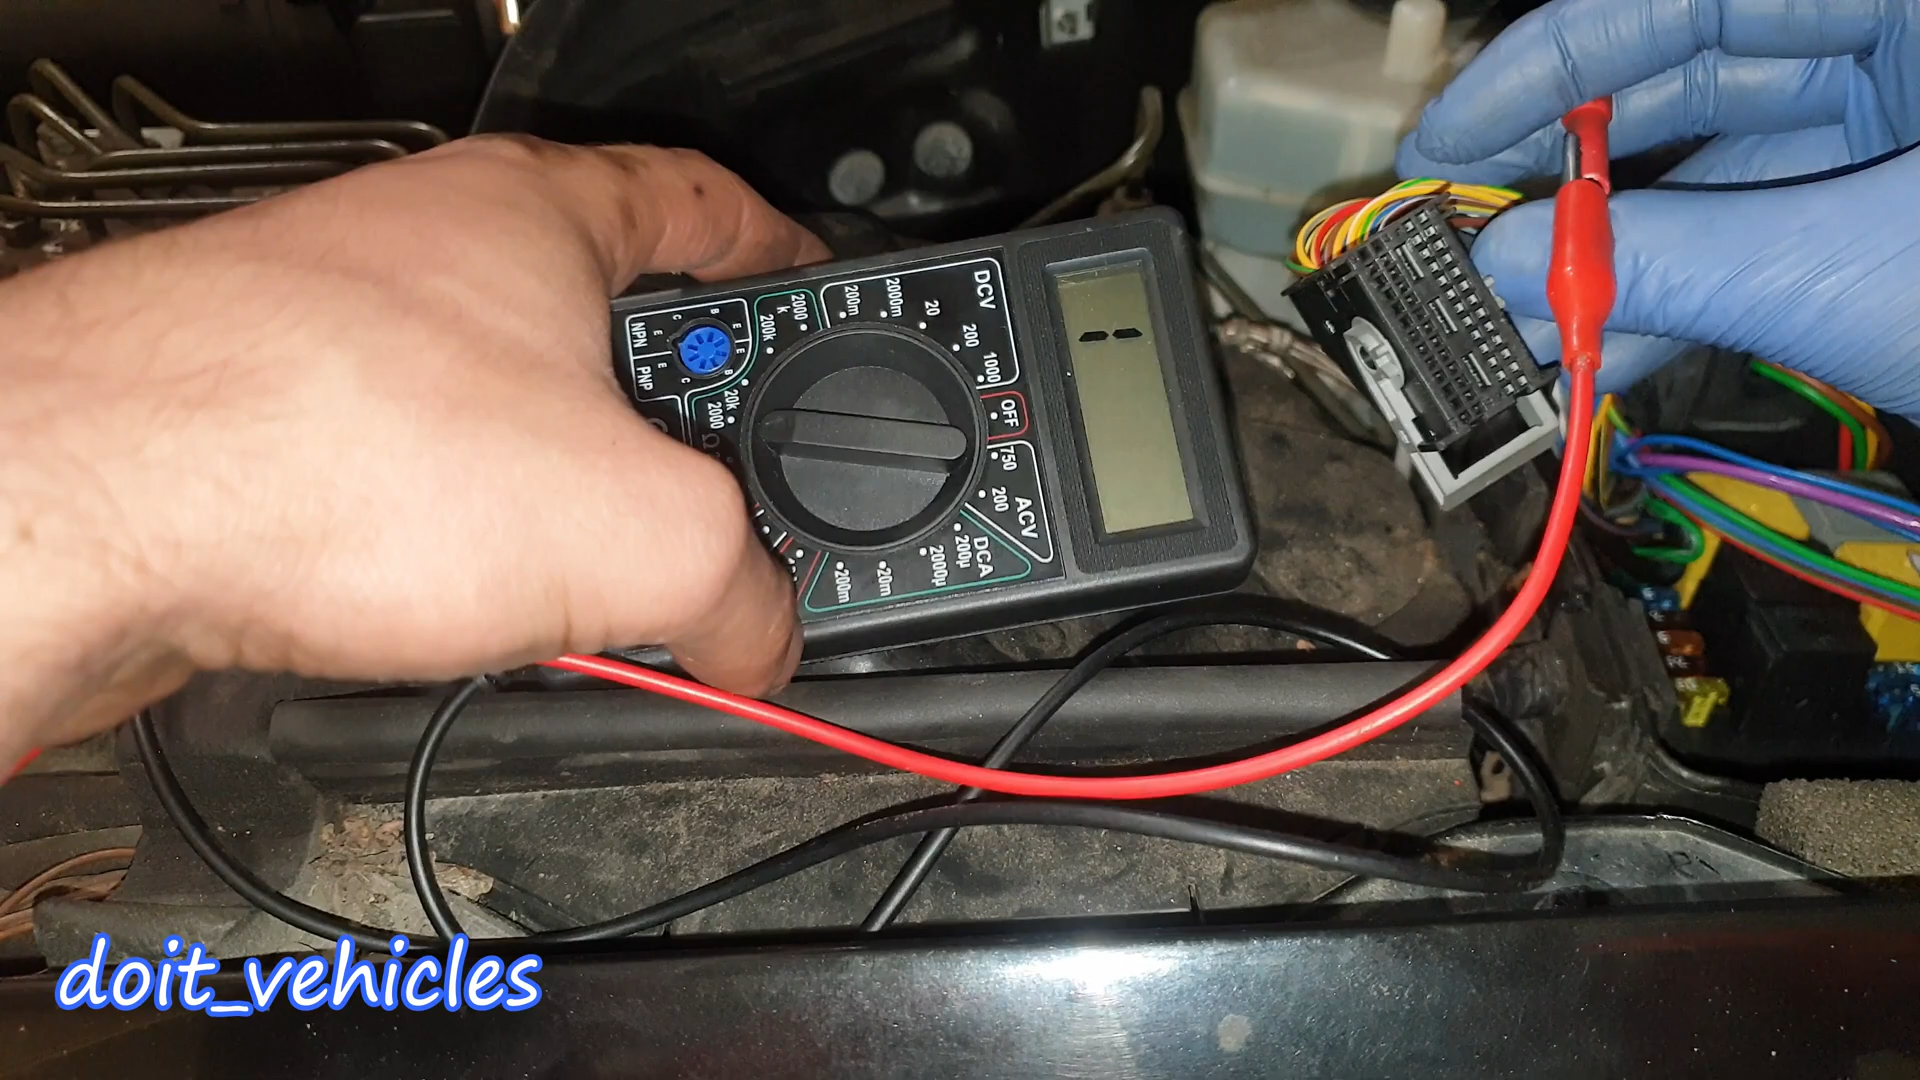 DCV
200m
2000m
20
200
1000
OFF
750
200
ACV
DCA
200µ
2000µ
20m
200m
2000
k
200k
20k
2000
Ω
NPN
PNP
E
B
C
E
E
C
B
E
1
doit_vehicles